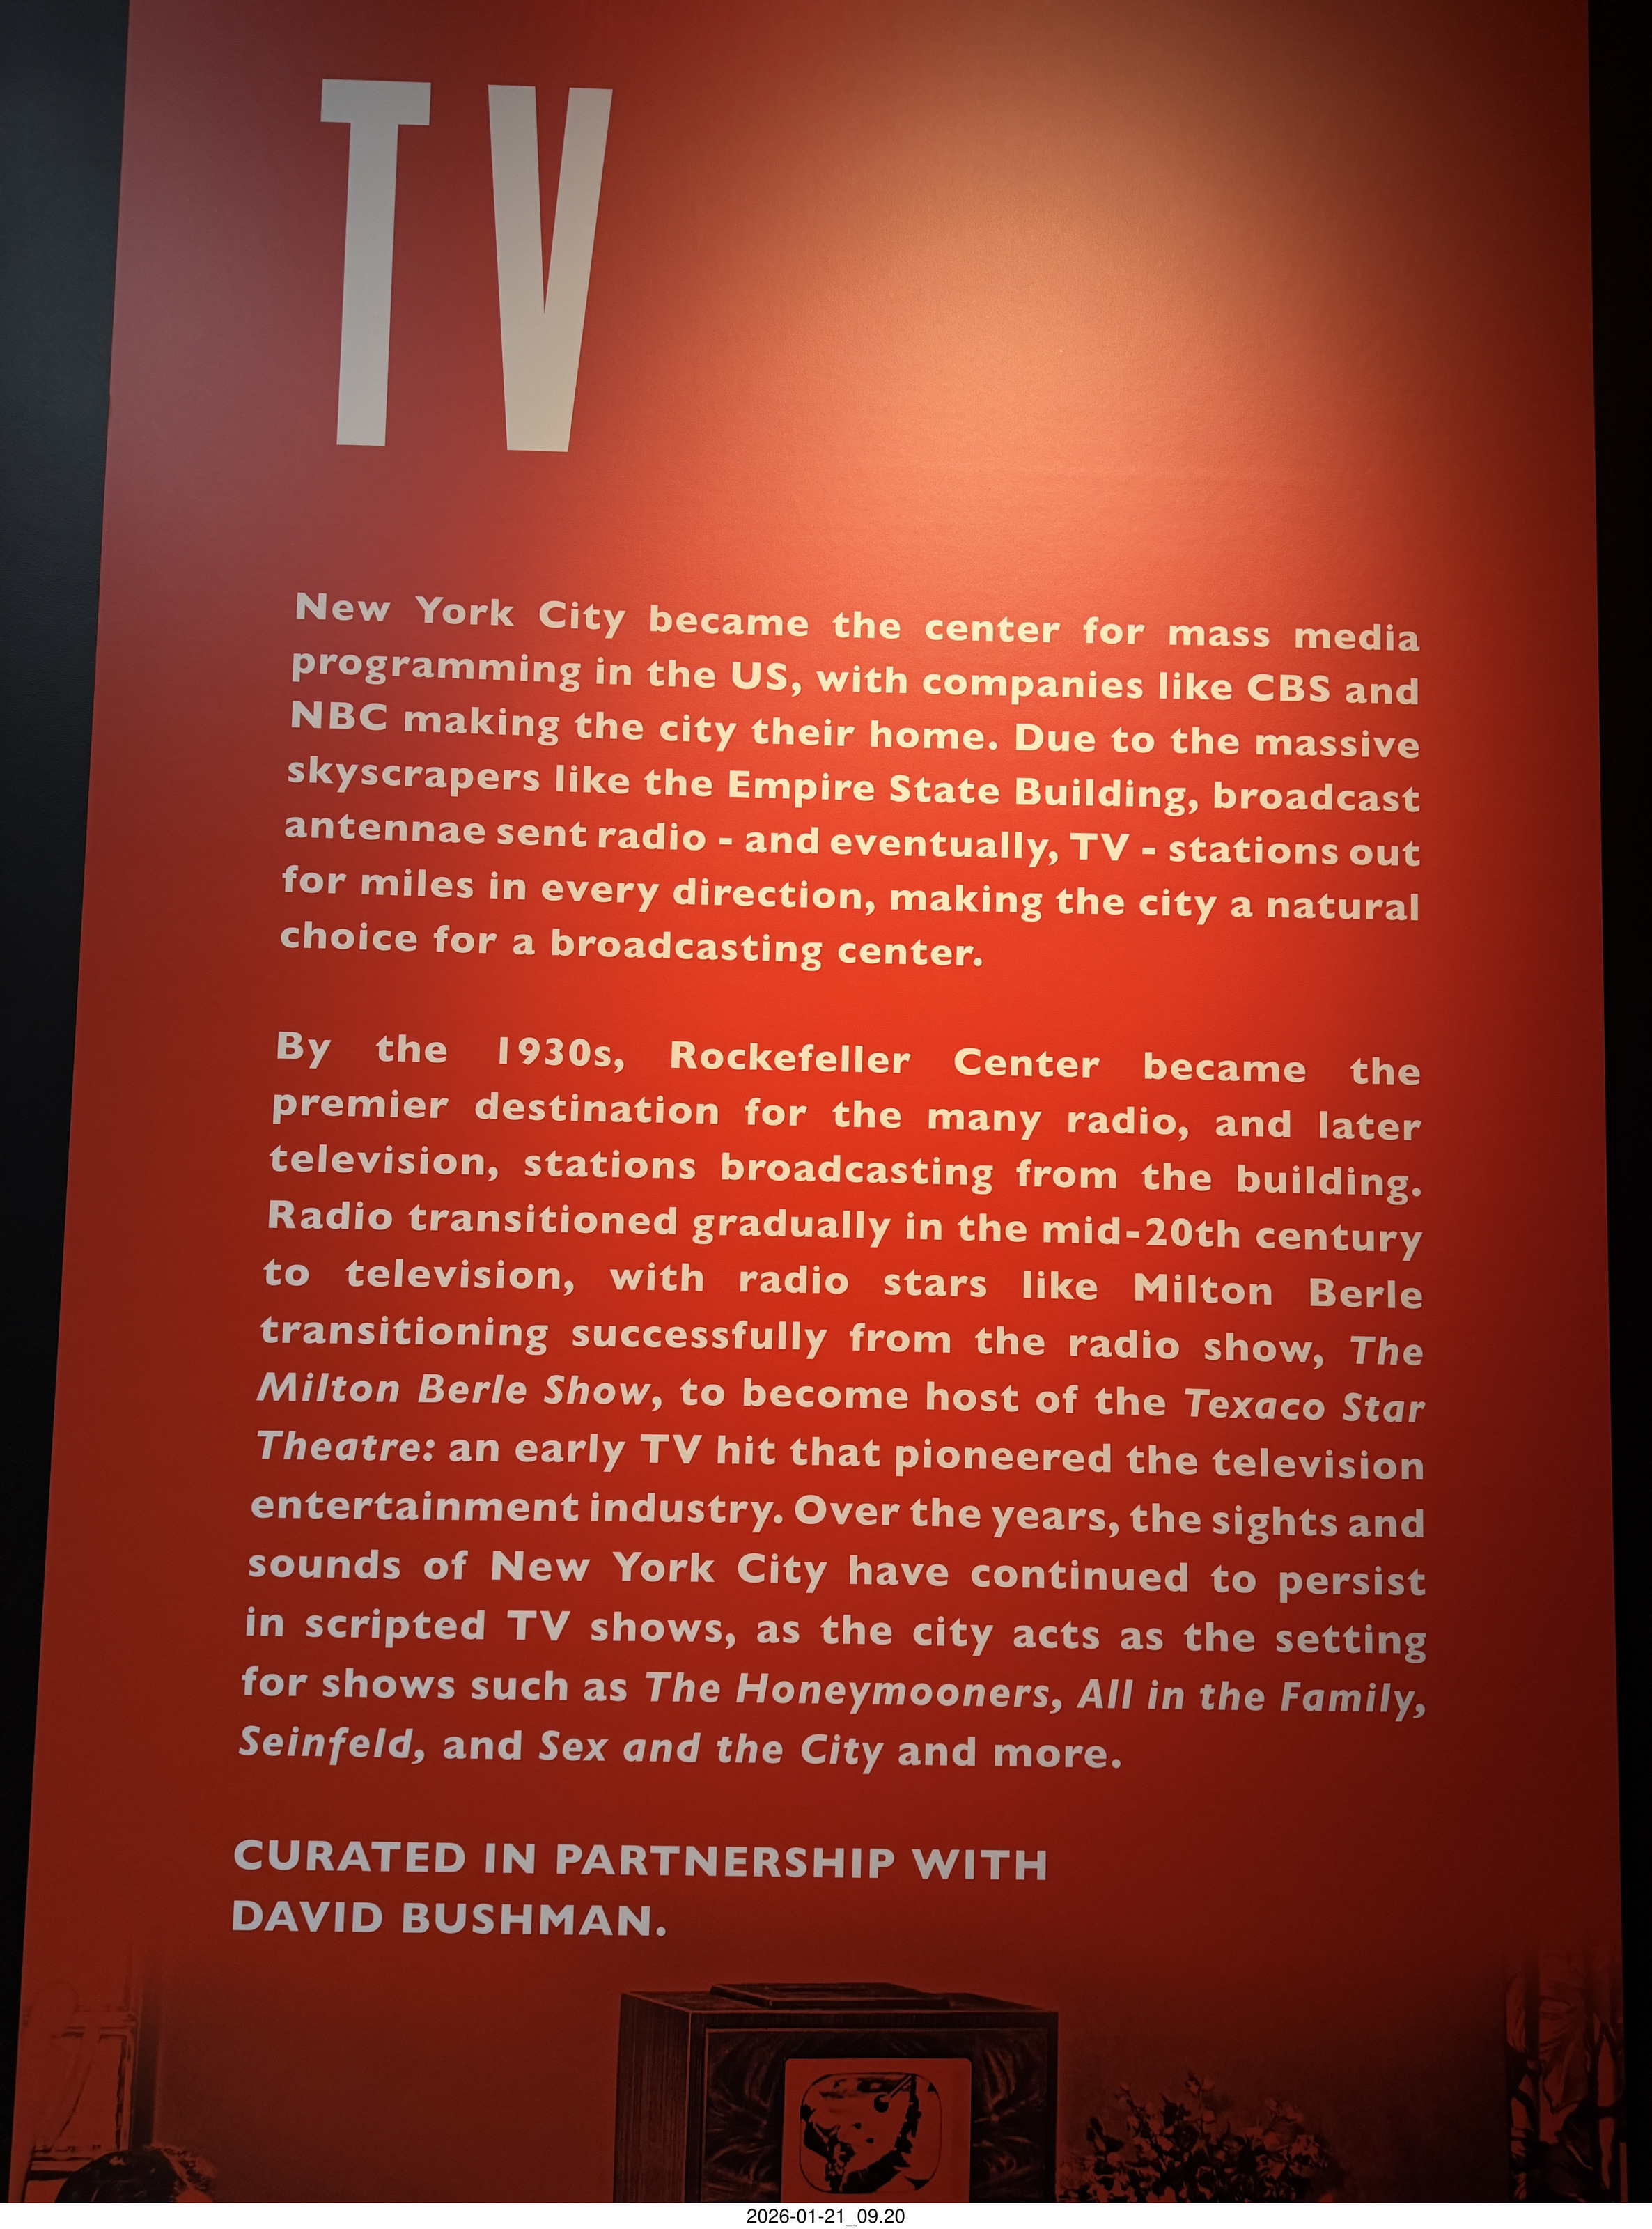 TV
New York City became the center for mass media
programming in the US, with companies like CBS and
NBC making the city their home. Due to the massive
skyscrapers like the Empire State Building, broadcast
antennae sent radio - and eventually, TV - stations out
for miles in every direction, making the city a natural
choice for a broadcasting center.
By the 1930s, Rockefeller Center became the
premier destination for the many radio, and later
television, stations broadcasting from the building.
Radio transitioned gradually in the mid-20th century
to television, with radio stars like Milton Berle
transitioning successfully from the radio show, The
Milton Berle Show, to become host of the Texaco Star
Theatre: an early TV hit that pioneered the television
entertainment industry. Over the years, the sights and
sounds of New York City have continued to persist
in scripted TV shows, as the city acts as the setting
for shows such as The Honeymooners, All in the Family,
Seinfeld, and Sex and the City and more.
CURATED IN PARTNERSHIP WITH
DAVID BUSHMAN.
2026-01-21_09.20